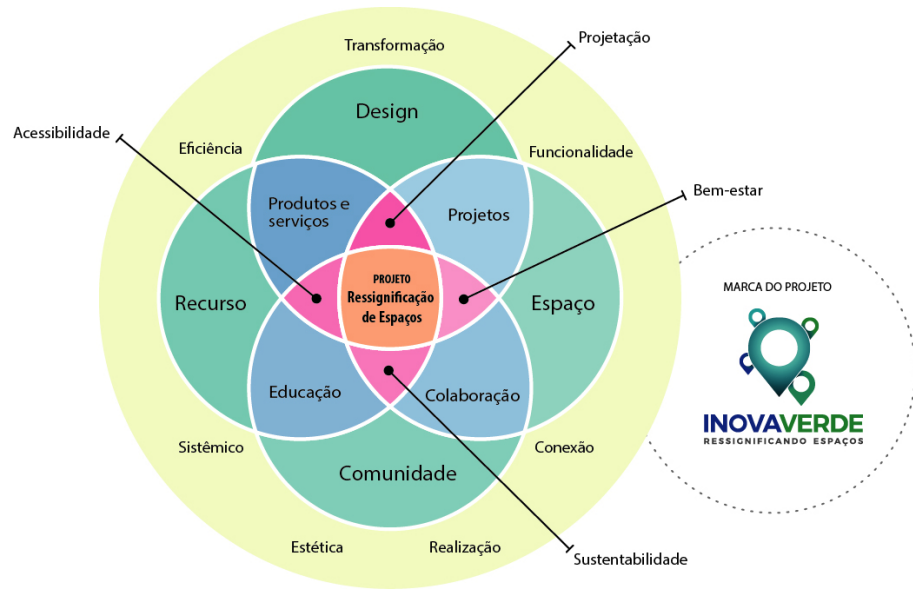 Projetação
Transformação
Design
Acessibilidade
Eficiência
Funcionalidade
Bem-estar
Produtos e
serviços
Projetos
PROJETO
Ressignificação
de Espaços
Recurso
Espaço
MARCA DO PROJETO
Educação
Colaboração
INOVAVERDE
RESSIGNIFICANDO ESPAÇOS
Sistêmico
Conexão
Comunidade
Estética
Realização
Sustentabilidade